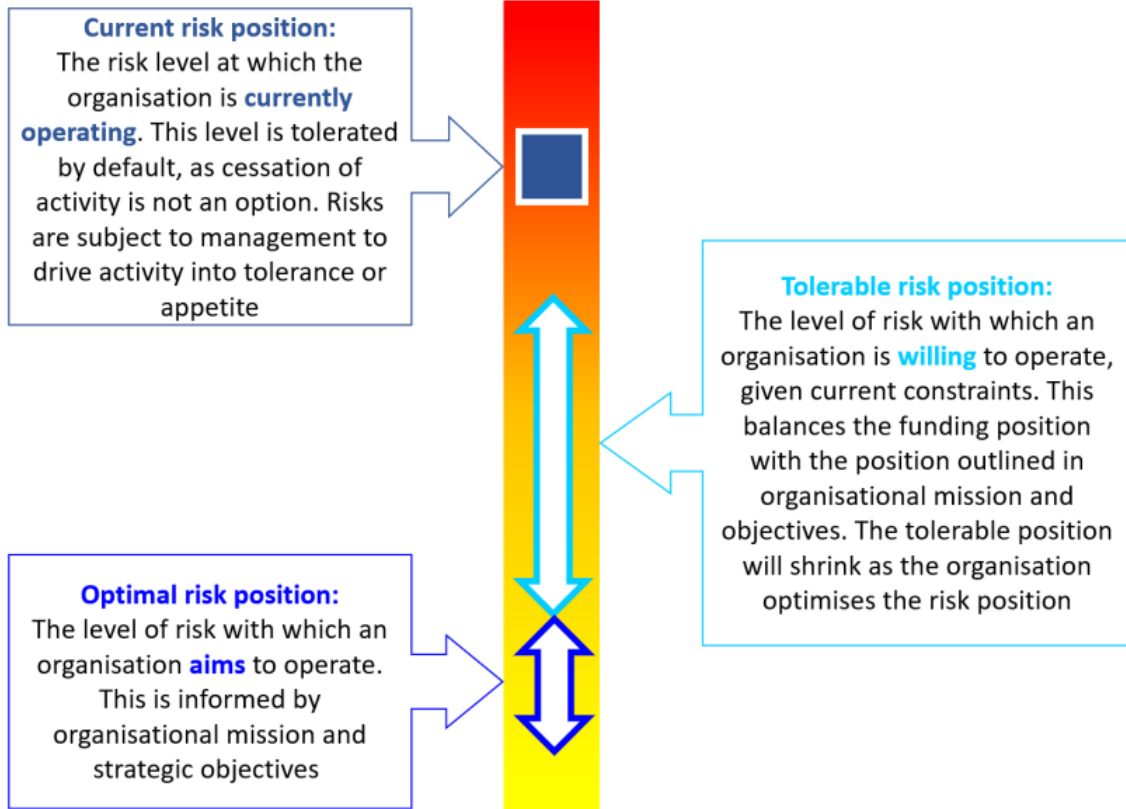 Current risk position:
The risk level at which the
organisation is currently
operating. This level is tolerated
by default, as cessation of
activity is not an option. Risks
are subject to management to
drive activity into tolerance or
appetite
Tolerable risk position:
The level of risk with which an
organisation is willing to operate,
given current constraints. This
balances the funding position
with the position outlined in
organisational mission and
objectives. The tolerable position
will shrink as the organisation
optimises the risk position
Optimal risk position:
The level of risk with which an
organisation aims to operate.
This is informed by
organisational mission and
strategic objectives